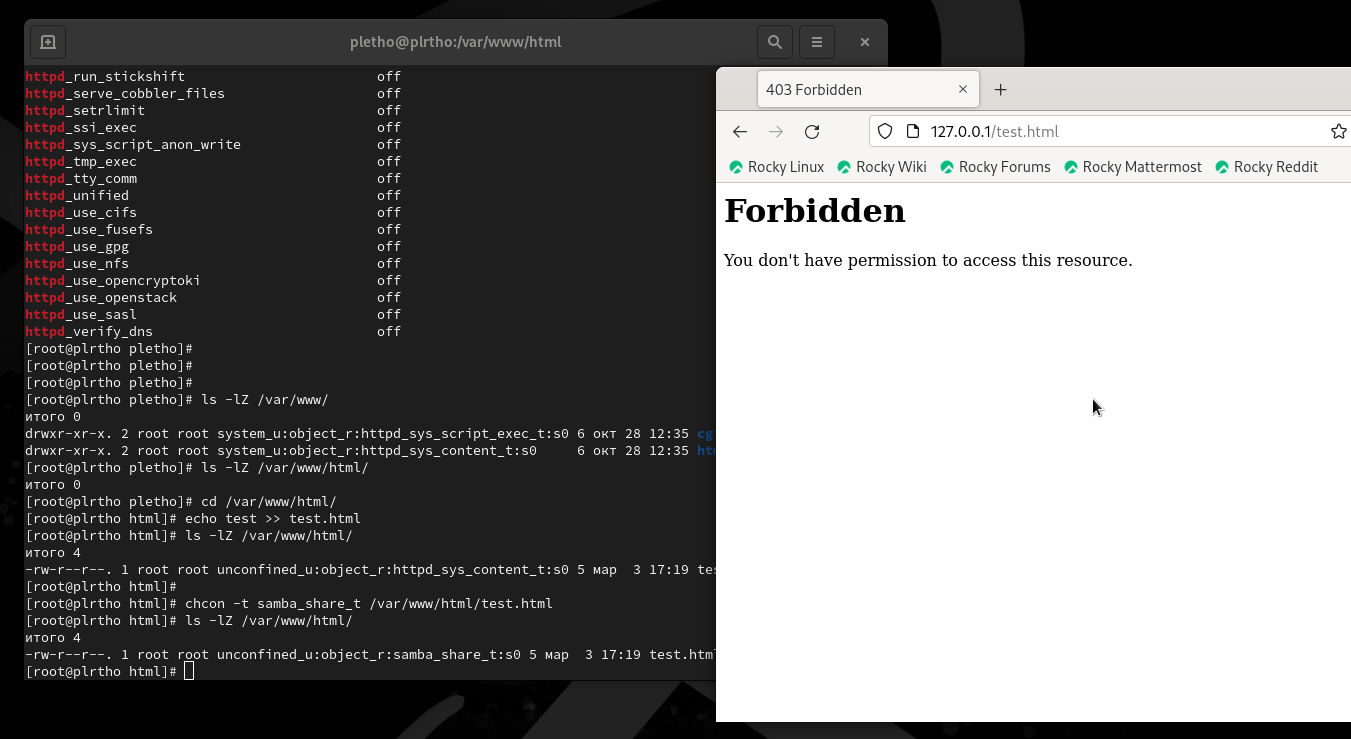 pletho@plrtho:/var/www/html
httpd_run_stickshift off
httpd_serve_cobbler_files off
httpd_setrlimit off
httpd_ssi_exec off
httpd_sys_script_anon_write off
httpd_tmp_exec off
httpd_tty_comm off
httpd_unified off
httpd_use_cifs off
httpd_use_fusefs off
httpd_use_gpg off
httpd_use_nfs off
httpd_use_opencryptoki off
httpd_use_openstack off
httpd_use_sasl off
httpd_verify_dns off
[root@plrtho pletho]#
[root@plrtho pletho]#
[root@plrtho pletho]#
[root@plrtho pletho]# ls -lZ /var/www/
итого 0
drwxr-xr-x. 2 root root system_u:object_r:httpd_sys_script_exec_t:s0 6 окт 28 12:35 cg
drwxr-xr-x. 2 root root system_u:object_r:httpd_sys_content_t:s0 6 окт 28 12:35 ht
[root@plrtho pletho]# ls -lZ /var/www/html/
итого 0
[root@plrtho pletho]# cd /var/www/html/
[root@plrtho html]# echo test >> test.html
[root@plrtho html]# ls -lZ /var/www/html/
итого 4
-rw-r--r--. 1 root root unconfined_u:object_r:httpd_sys_content_t:s0 5 мар 3 17:19 te
[root@plrtho html]#
[root@plrtho html]# chcon -t samba_share_t /var/www/html/test.html
[root@plrtho html]# ls -lZ /var/www/html/
итого 4
-rw-r--r--. 1 root root unconfined_u:object_r:samba_share_t:s0 5 мар 3 17:19 test.html
[root@plrtho html]#
403 Forbidden
127.0.0.1/test.html
Rocky Linux Rocky Wiki Rocky Forums Rocky Mattermost Rocky Reddit
Forbidden
You don't have permission to access this resource.